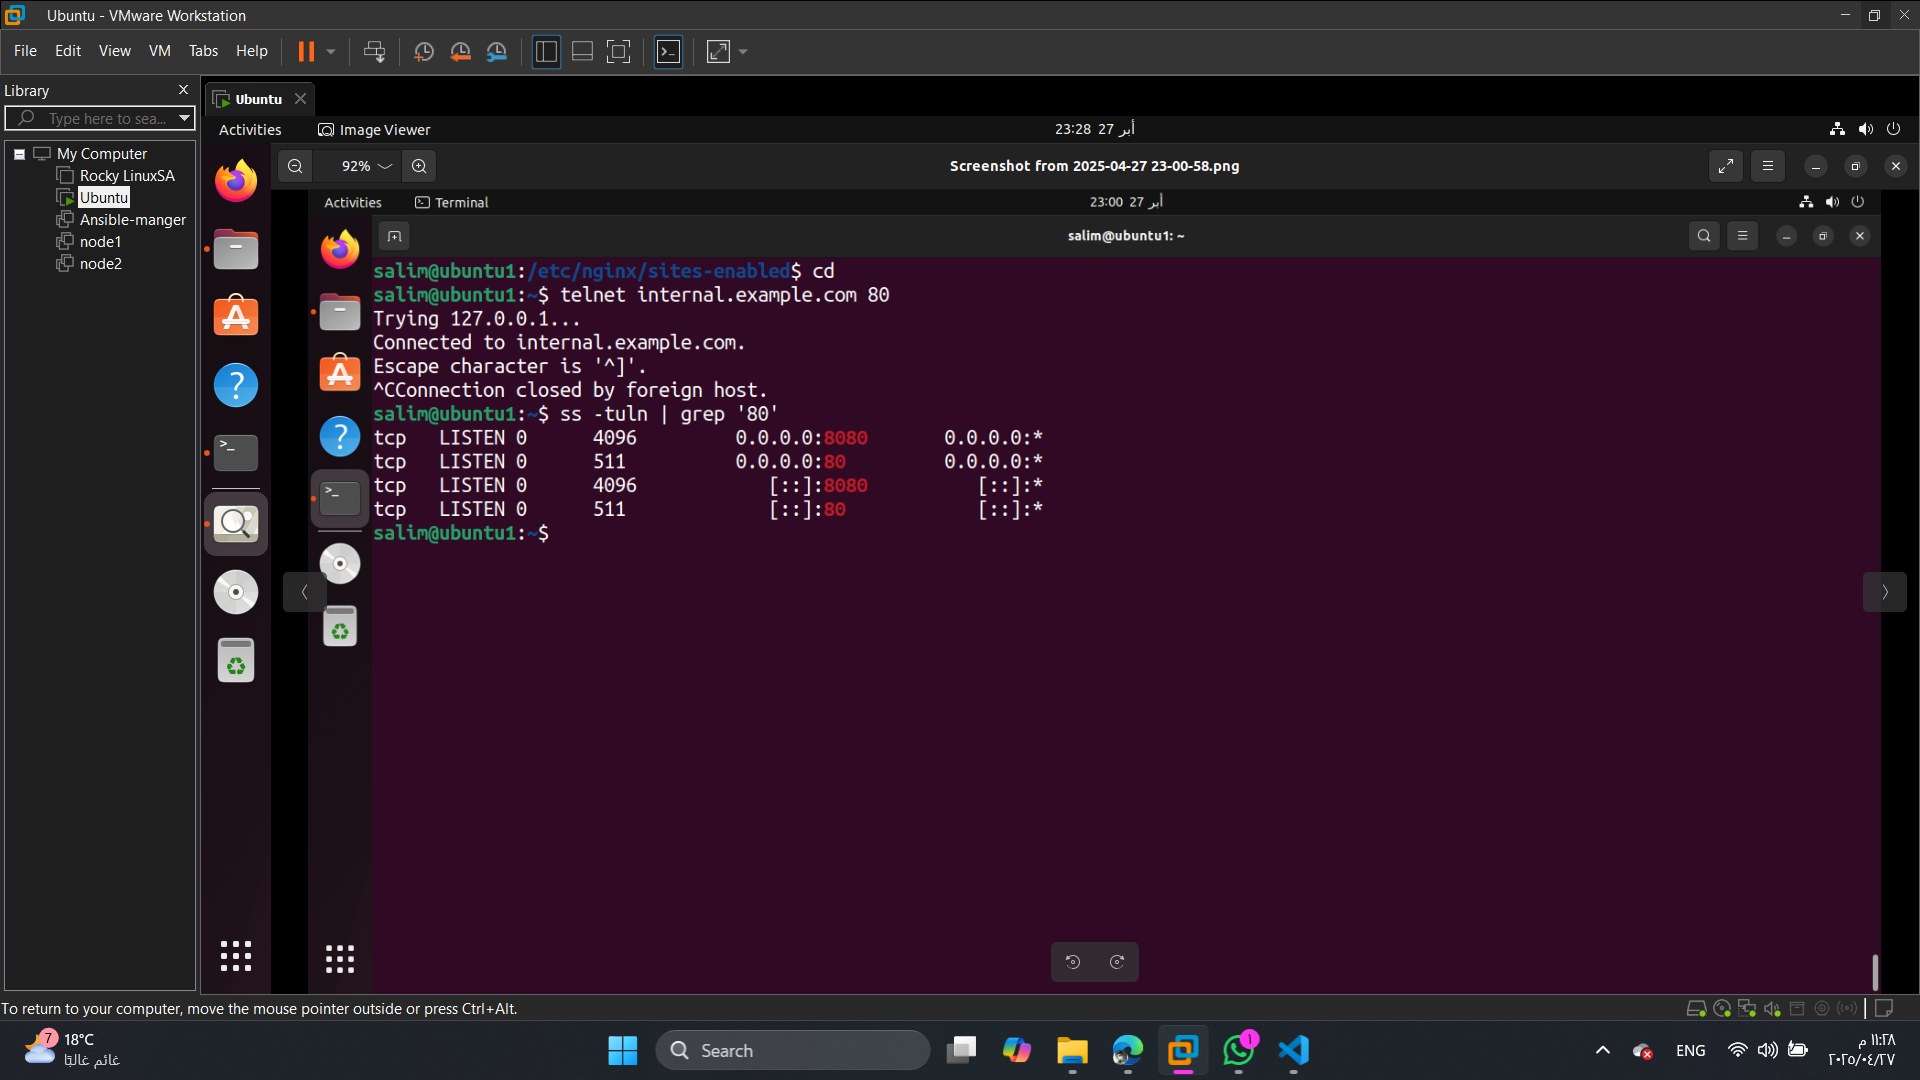 Ubuntu - VMware Workstation
File Edit View VM Tabs Help
Library
Type here to sea...
My Computer
Rocky LinuxSA
Ubuntu
Ansible-manger
node1
node2
Ubuntu
Activities Image Viewer 23:28 27 أبر
92% Screenshot from 2025-04-27 23-00-58.png
Activities Terminal 23:00 27 أبر
salim@ubuntu1: ~
salim@ubuntu1:/etc/nginx/sites-enabled$ cd
salim@ubuntu1:~$ telnet internal.example.com 80
Trying 127.0.0.1...
Connected to internal.example.com.
Escape character is '^]'.
^CConnection closed by foreign host.
salim@ubuntu1:~$ ss -tuln | grep '80'
tcp LISTEN 0 4096 0.0.0.0:8080 0.0.0.0:*
tcp LISTEN 0 511 0.0.0.0:80 0.0.0.0:*
tcp LISTEN 0 4096 [::]:8080 [::]:*
tcp LISTEN 0 511 [::]:80 [::]:*
salim@ubuntu1:~$
To return to your computer, move the mouse pointer outside or press Ctrl+Alt.
7 18°C
غائم غالبًا
Search
١
ENG
١١:٢٨ م
٢٠٢٥/٠٤/٢٧